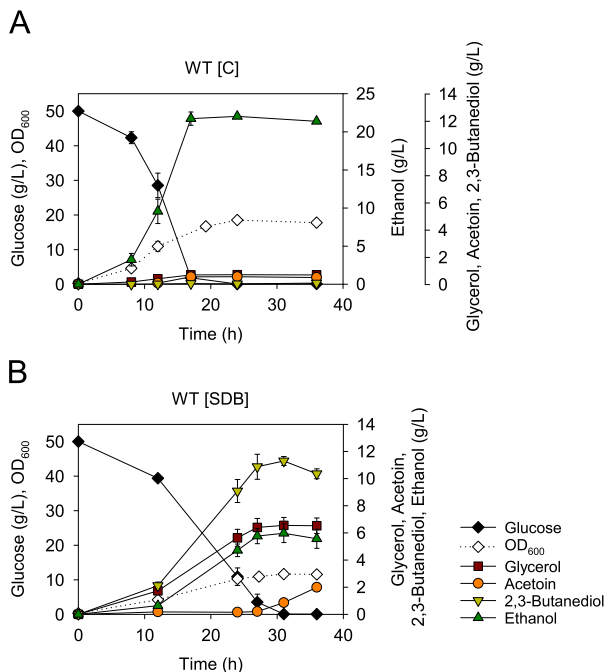 A
WT [C]
Glucose (g/L), OD600
50
40
30
20
10
0
25
20
15
10
5
0
Ethanol (g/L)
14
12
10
8
6
4
2
0
Glycerol, Acetoin, 2,3-Butanediol (g/L)
0 10 20 30 40
Time (h)
B
WT [SDB]
Glucose (g/L), OD600
50
40
30
20
10
0
14
12
10
8
6
4
2
0
Glycerol, Acetoin,
2,3-Butanediol, Ethanol (g/L)
0 10 20 30 40
Time (h)
Glucose
OD600
Glycerol
Acetoin
2,3-Butanediol
Ethanol